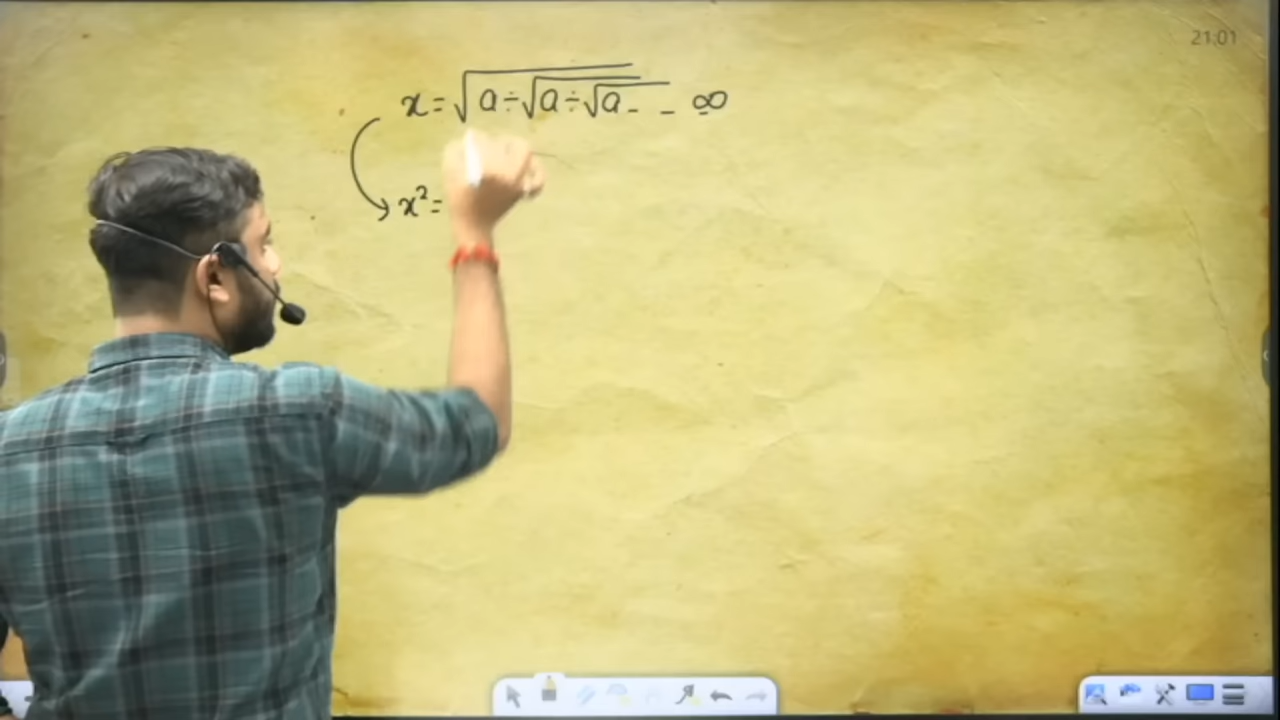 21:01
x = √a ÷ √a ÷ √a - - ∞
x² =